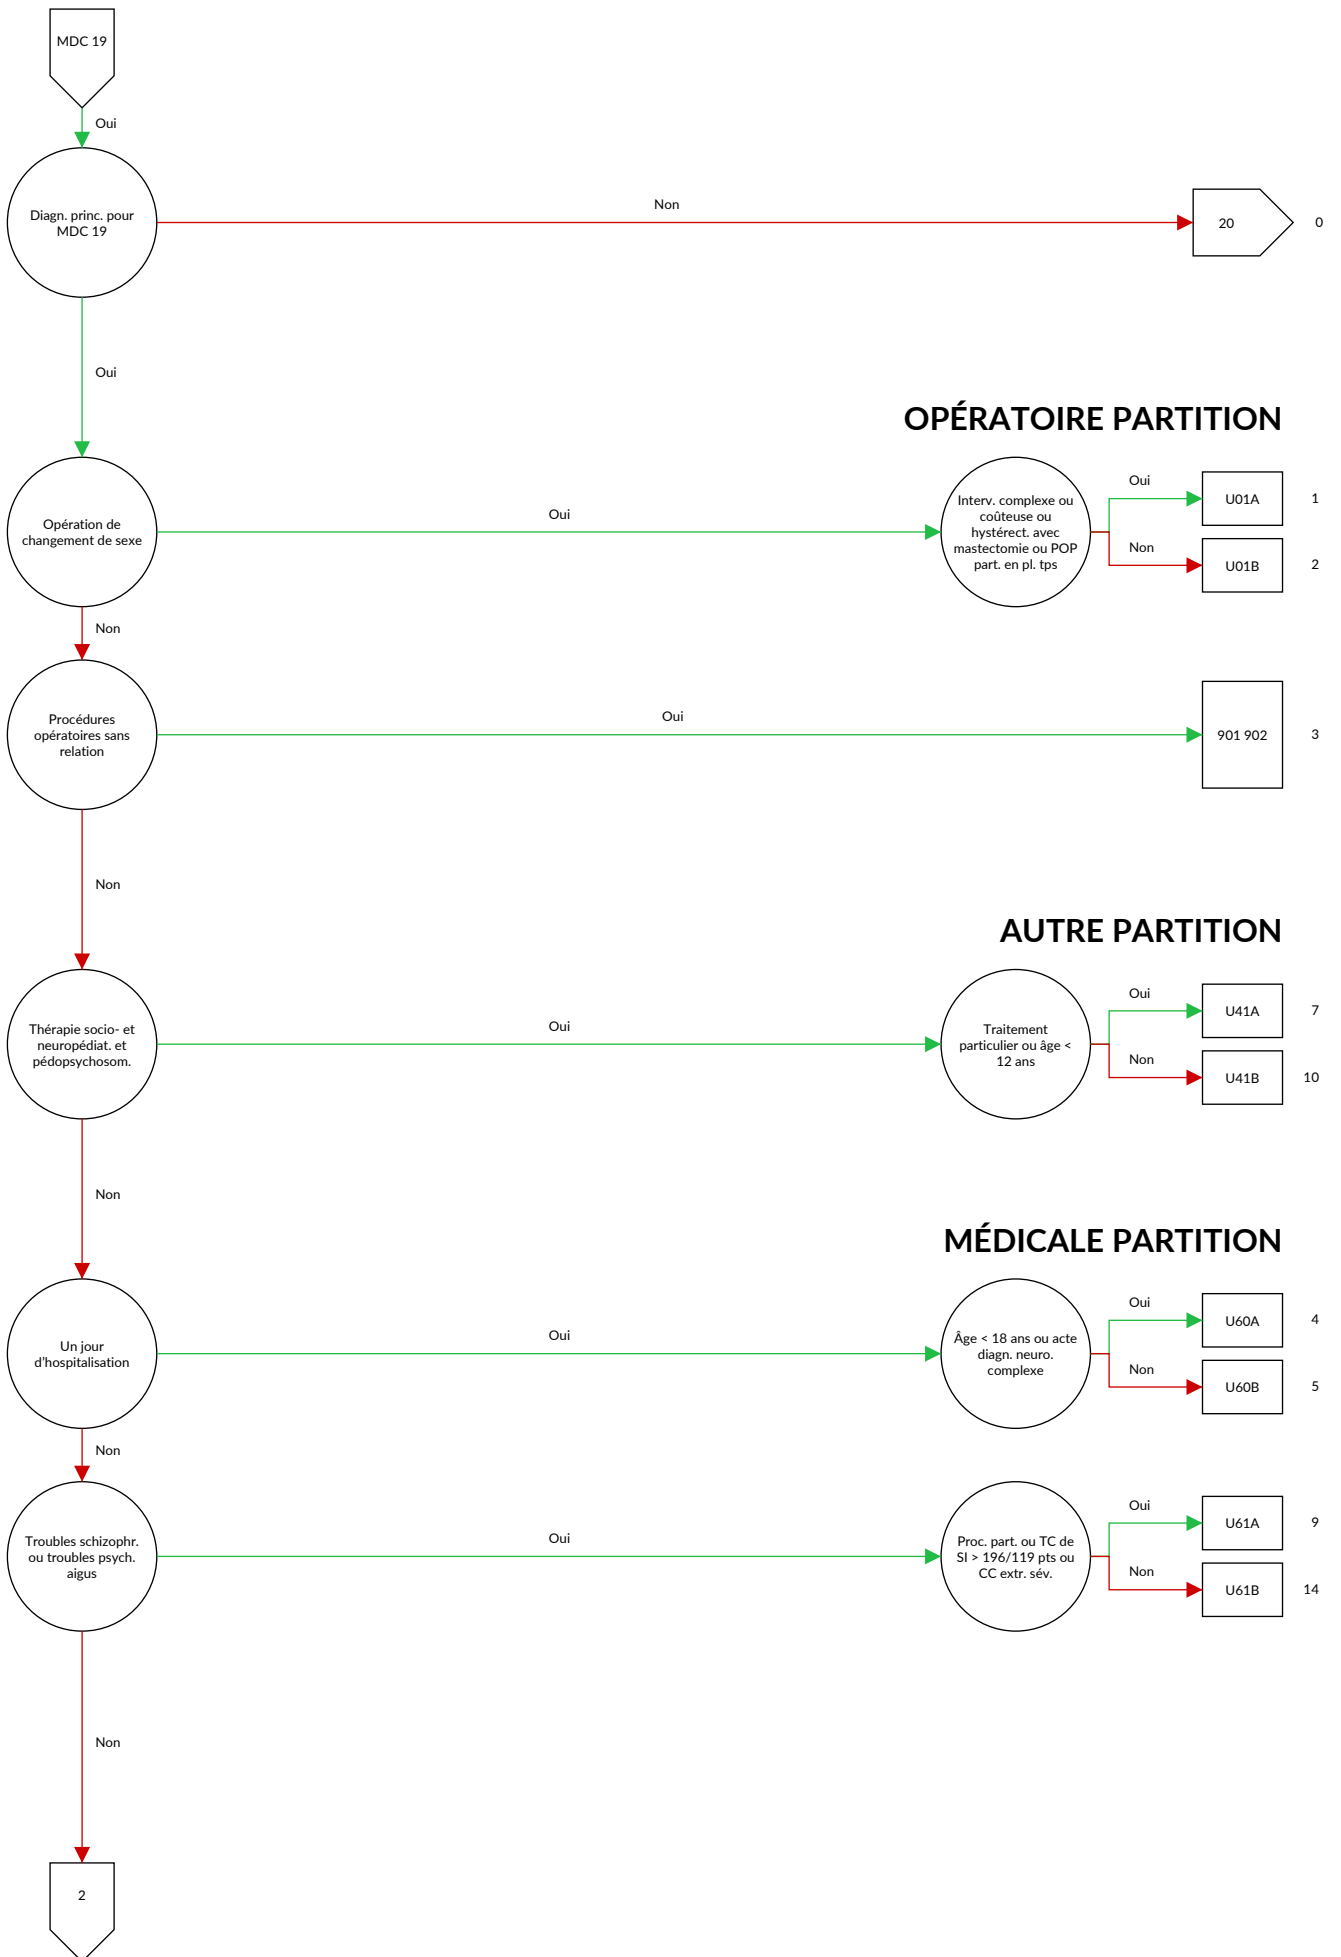 MDC 19
Oui
Diagn. princ. pour
MDC 19
Non
20
0
Oui
OPÉRATOIRE PARTITION
Opération de
changement de sexe
Oui
Interv. complexe ou
coûteuse ou
hystérect. avec
mastectomie ou POP
part. en pl. tps
Oui
U01A
1
Non
U01B
2
Non
Procédures
opératoires sans
relation
Oui
901 902
3
Non
AUTRE PARTITION
Thérapie socio- et
neuropédiat. et
pédopsychosom.
Oui
Traitement
particulier ou âge <
12 ans
Oui
U41A
7
Non
U41B
10
Non
MÉDICALE PARTITION
Un jour
d'hospitalisation
Oui
Âge < 18 ans ou acte
diagn. neuro.
complexe
Oui
U60A
4
Non
U60B
5
Non
Troubles schizophr.
ou troubles psych.
aigus
Oui
Proc. part. ou TC de
SI > 196/119 pts ou
CC extr. sév.
Oui
U61A
9
Non
U61B
14
Non
2